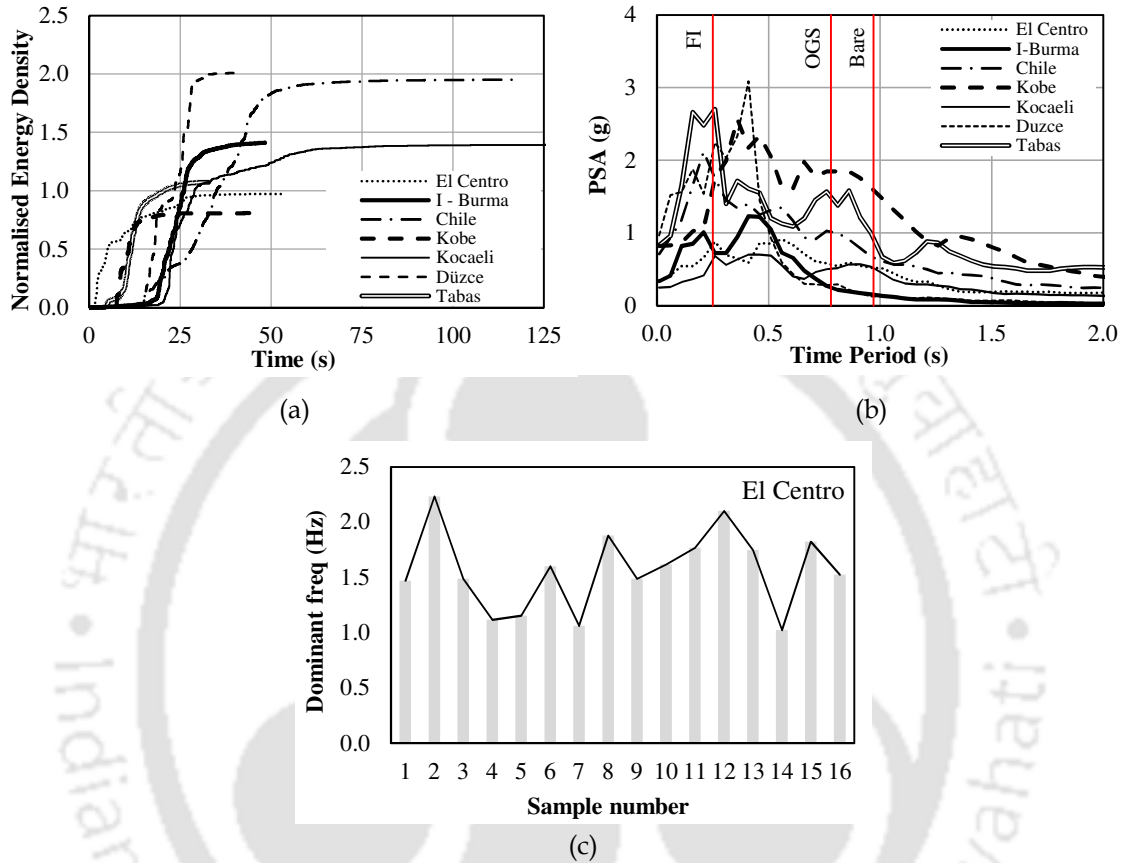 2.5
2.0
1.5
1.0
0.5
0.0
Normalised Energy Density
0 25 50 75 100 125
Time (s)
El Centro
I - Burma
Chile
Kobe
Kocaeli
Düzce
Tabas
(a)
4
3
2
1
0
PSA (g)
FI
OGS
Bare
El Centro
I-Burma
Chile
Kobe
Kocaeli
Duzce
Tabas
0.0 0.5 1.0 1.5 2.0
Time Period (s)
(b)
2.5
2.0
1.5
1.0
0.5
0.0
Dominant freq (Hz)
El Centro
1 2 3 4 5 6 7 8 9 10 11 12 13 14 15 16
Sample number
(c)
Indian